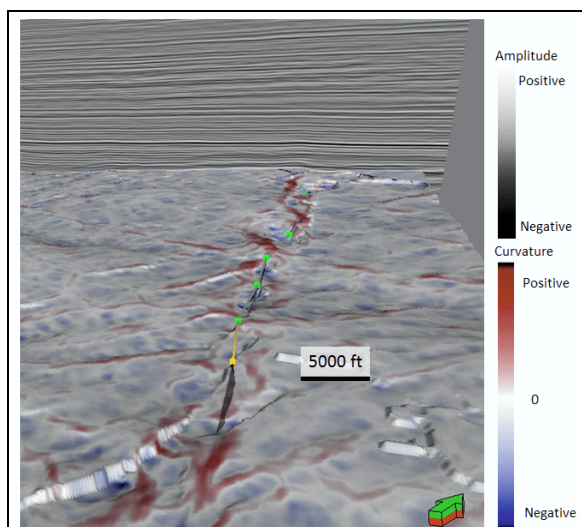 Amplitude
Positive
Negative
Curvature
Positive
5000 ft
0
Negative